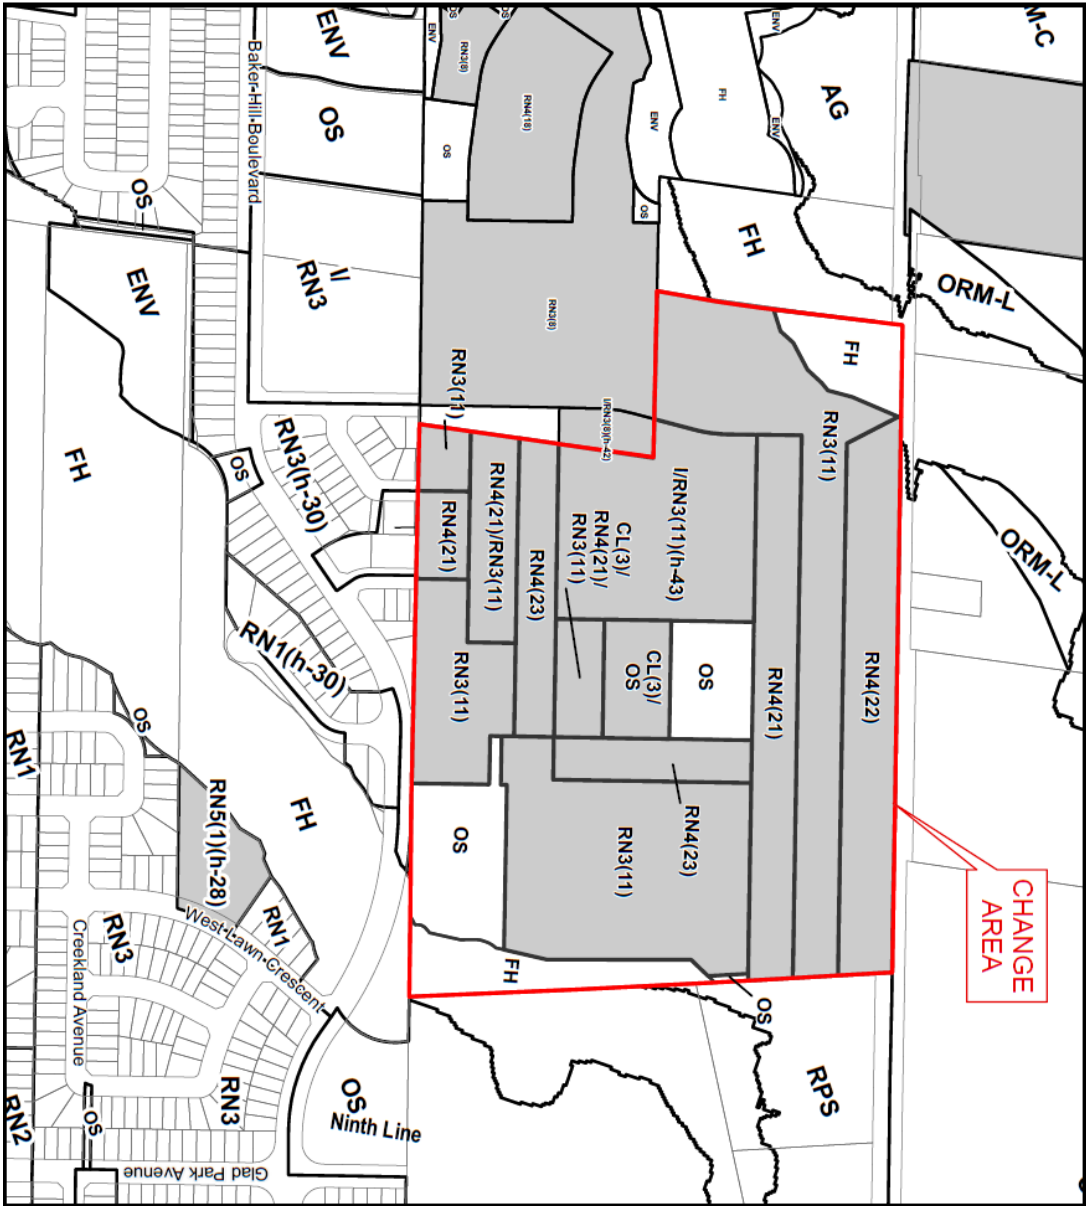 M-C
OS
OS
ENV
ENV
RN3(8)
ENV
AG
ENV
FH
ENV
ENV
RN4(18)
OS
OS
Baker-Hill-Boulevard
OS
OS
FH
ORM-L
ENV
I/
RN3
RN3(8)
FH
RN3(11)
I/RN3(8)(h-42)
RN3(11)
FH
OS
RN3(h-30)
RN4(21)
RN4(21)/RN3(11)
RN4(23)
CL(3)/
RN4(21)/
RN3(11)
I/RN3(11)(h-43)
ORM-L
RN1(h-30)
RN3(11)
CL(3)/
OS
OS
RN4(21)
RN4(22)
OS
RN1
RN5(1)(h-28)
FH
OS
RN3(11)
RN4(23)
CHANGE
AREA
RN1
West-Lawn-Crescent
RN3
Creekland Avenue
FH
OS
RN3
OS
Ninth Line
RPS
RN2
OS
Glad Park Avenue